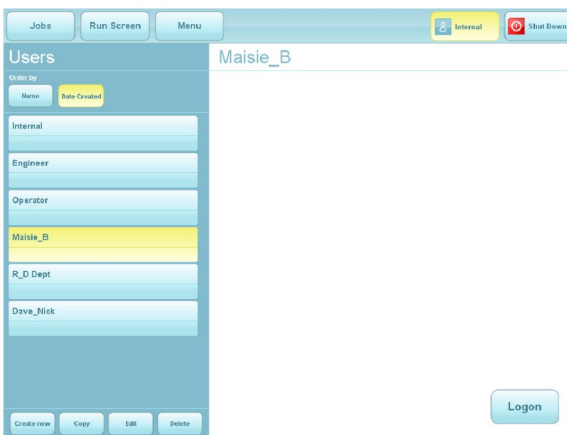 Jobs Run Screen Menu Internal Shut Down
Users
Maisie_B
Order by
Name Date Created
Internal
Engineer
Operator
Maisie_B
R_D Dept
Dave_Nick
Logon
Create new Copy Edit Delete